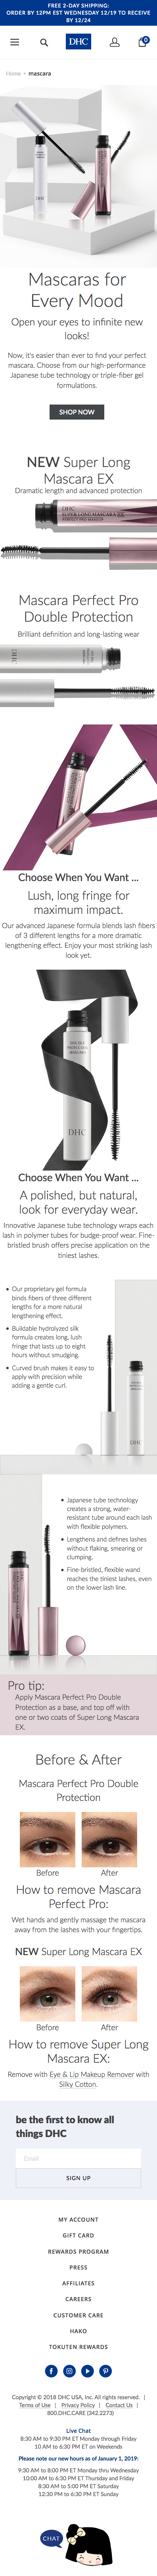 FREE 2-DAY SHIPPING:
ORDER BY 12PM EST WEDNESDAY 12/19 TO RECEIVE
BY 12/24
DHC
0
Home • mascara
Mascaras for
Every Mood
Open your eyes to infinite new
looks!
Now, it's easier than ever to find your perfect
mascara. Choose from our high-performance
Japanese tube technology or triple-fiber gel
formulations.
SHOP NOW
NEW Super Long
Mascara EX
Dramatic length and advanced protection
DHC
SUPER LONG MASCARA EX
Mascara Perfect Pro
Double Protection
Brilliant definition and long-lasting wear
DHC
Choose When You Want ...
Lush, long fringe for
maximum impact.
Our advanced Japanese formula blends lash fibers
of 3 different lengths for a more dramatic
lengthening effect. Enjoy your most striking lash
look yet.
DHC
Choose When You Want ...
A polished, but natural,
look for everyday wear.
Innovative Japanese tube technology wraps each
lash in polymer tubes for budge-proof wear. Fine-
bristled brush offers precise application on the
tiniest lashes.
• Our proprietary gel formula
binds fibers of three different
lengths for a more natural
lengthening effect.
• Buildable hydrolyzed silk
formula creates long, lush
fringe that lasts up to eight
hours without smudging.
• Curved brush makes it easy to
apply with precision while
adding a gentle curl.
DHC
• Japanese tube technology
creates a strong, water-
resistant tube around each lash
with flexible polymers.
• Lengthens and defines lashes
without flaking, smearing or
clumping.
• Fine-bristled, flexible wand
reaches the tiniest lashes, even
on the lower lash line.
Pro tip:
Apply Mascara Perfect Pro Double
Protection as a base, and top off with
one or two coats of Super Long Mascara
EX.
Before & After
Mascara Perfect Pro Double
Protection
Before After
How to remove Mascara
Perfect Pro:
Wet hands and gently massage the mascara
away from the lashes with your fingertips.
NEW Super Long Mascara EX
Before After
How to remove Super Long
Mascara EX:
Remove with Eye & Lip Makeup Remover with
Silky Cotton.
be the first to know all
things DHC
Email
SIGN UP
MY ACCOUNT
GIFT CARD
REWARDS PROGRAM
PRESS
AFFILIATES
CAREERS
CUSTOMER CARE
HAKO
TOKUTEN REWARDS
Copyright © 2018 DHC USA, Inc. All rights reserved. |
Terms of Use | Privacy Policy | Contact Us |
800.DHC.CARE (342.2273)
Live Chat
8:30 AM to 9:30 PM ET Monday through Friday
10 AM to 6:30 PM ET on Weekends
Please note our new hours as of January 1, 2019:
9:30 AM to 8:00 PM ET Monday thru Wednesday
10:00 AM to 6:30 PM ET Thursday and Friday
8:30 AM to 5:00 PM ET Saturday
12:30 PM to 6:30 PM ET Sunday
CHAT